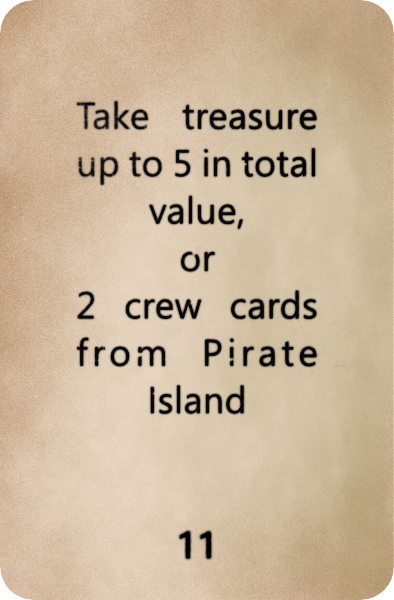 Take treasure
up to 5 in total
value,
or
2 crew cards
from Pirate
Island
11